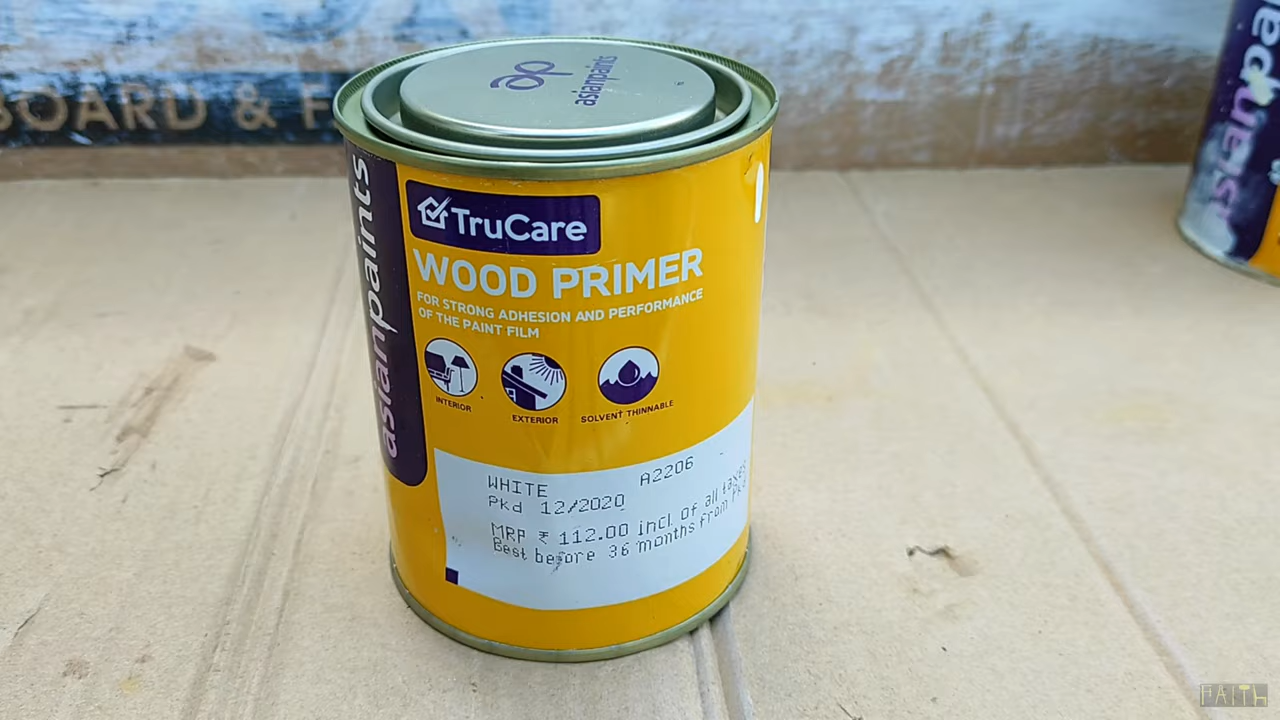 BOARD & F
ap
asianpaints
asianpaints
TruCare
WOOD PRIMER
FOR STRONG ADHESION AND PERFORMANCE
OF THE PAINT FILM
INTERIOR
EXTERIOR
SOLVENT THINNABLE
WHITE A2206
Pkd 12/2020
MRP ₹ 112.00 incl. of all taxes
Best before 36 months from Pkd
asianpa
FAITH